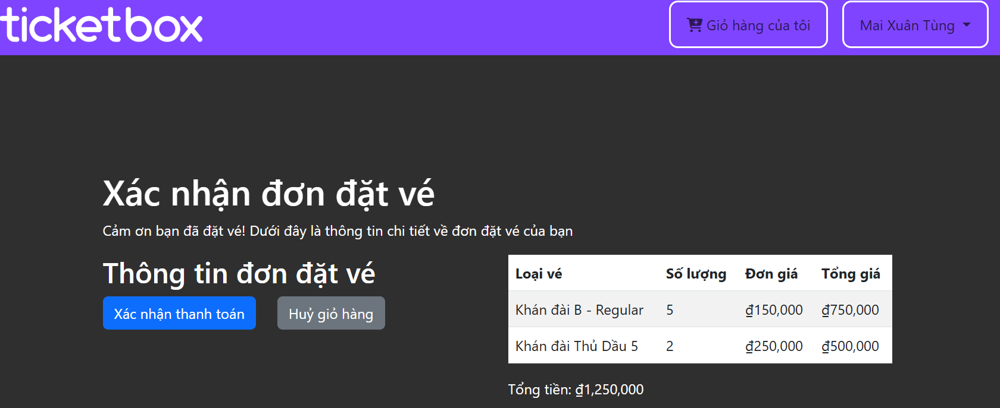 ticketbox
Giỏ hàng của tôi
Mai Xuân Tùng
Xác nhận đơn đặt vé
Cảm ơn bạn đã đặt vé! Dưới đây là thông tin chi tiết về đơn đặt vé của bạn
Thông tin đơn đặt vé
Xác nhận thanh toán
Huỷ giỏ hàng
Loại vé Số lượng Đơn giá Tổng giá
Khán đài B - Regular 5 ₫150,000 ₫750,000
Khán đài Thủ Dầu 5 2 ₫250,000 ₫500,000
Tổng tiền: ₫1,250,000